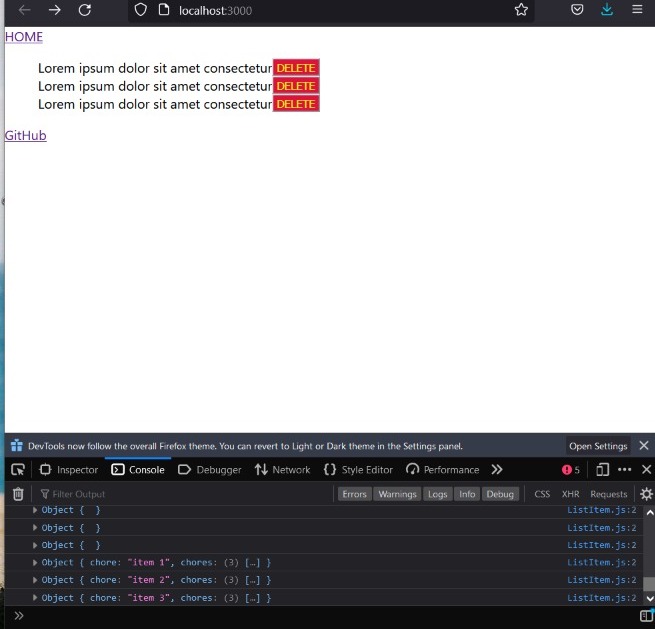 localhost:3000
HOME
Lorem ipsum dolor sit amet consectetur DELETE
Lorem ipsum dolor sit amet consectetur DELETE
Lorem ipsum dolor sit amet consectetur DELETE
GitHub
DevTools now follow the overall Firefox theme. You can revert to Light or Dark theme in the Settings panel. Open Settings
Inspector Console Debugger Network Style Editor Performance 5
Filter Output Errors Warnings Logs Info Debug CSS XHR Requests
Object { } ListItem.js:2
Object { } ListItem.js:2
Object { } ListItem.js:2
Object { chore: "item 1", chores: (3) […] } ListItem.js:2
Object { chore: "item 2", chores: (3) […] } ListItem.js:2
Object { chore: "item 3", chores: (3) […] } ListItem.js:2